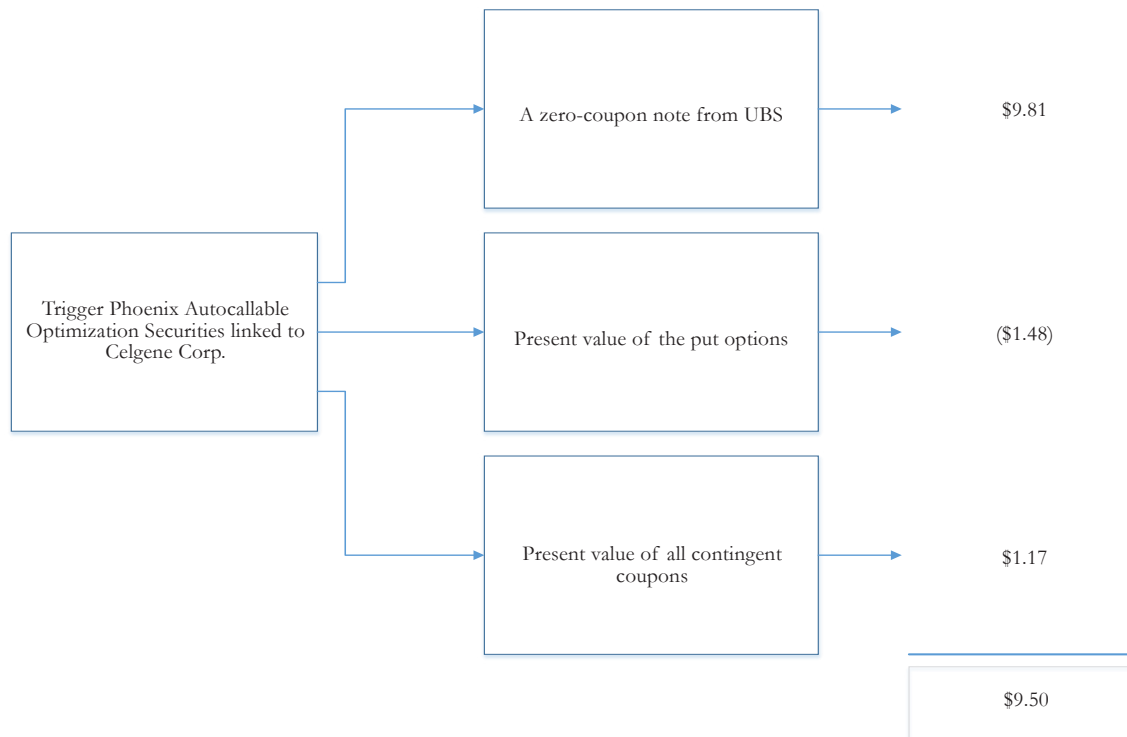 A zero-coupon note from UBS
$9.81
Trigger Phoenix Autocallable
Optimization Securities linked to
Celgene Corp.
Present value of the put options
($1.48)
Present value of all contingent
coupons
$1.17
$9.50